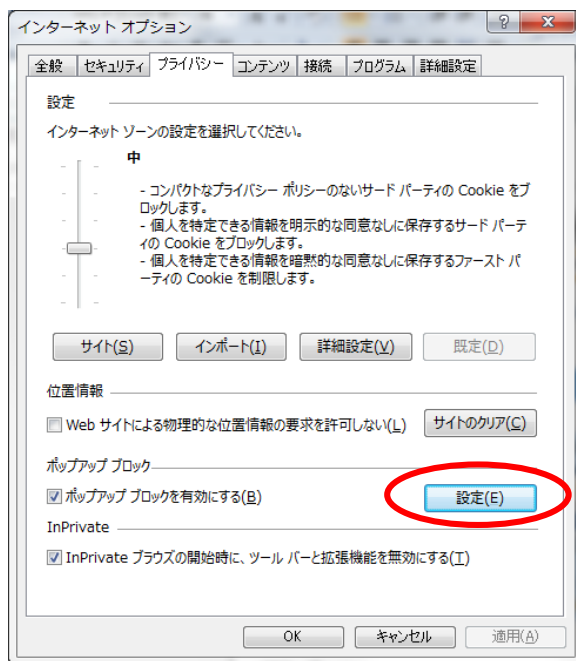 インターネット オプション
全般 セキュリティ プライバシー コンテンツ 接続 プログラム 詳細設定
設定
インターネット ゾーンの設定を選択してください。
中
- コンパクトなプライバシー ポリシーのないサード パーティの Cookie をブ
ロックします。
- 個人を特定できる情報を明示的な同意なしに保存するサード パーテ
ィの Cookie をブロックします。
- 個人を特定できる情報を暗黙的な同意なしに保存するファースト パ
ーティの Cookie を制限します。
サイト(S) インポート(I) 詳細設定(V) 既定(D)
位置情報
Web サイトによる物理的な位置情報の要求を許可しない(L) サイトのクリア(C)
ポップアップ ブロック
ポップアップ ブロックを有効にする(B) 設定(E)
InPrivate
InPrivate ブラウズの開始時に、ツール バーと拡張機能を無効にする(T)
OK キャンセル 適用(A)